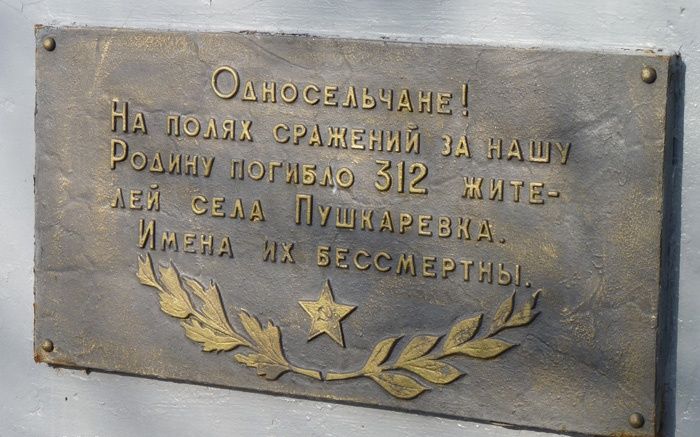 Односельчане!
На полях сражений за нашу
Родину погибло 312 жите-
лей села Пушкаревка.
Имена их бессмертны.